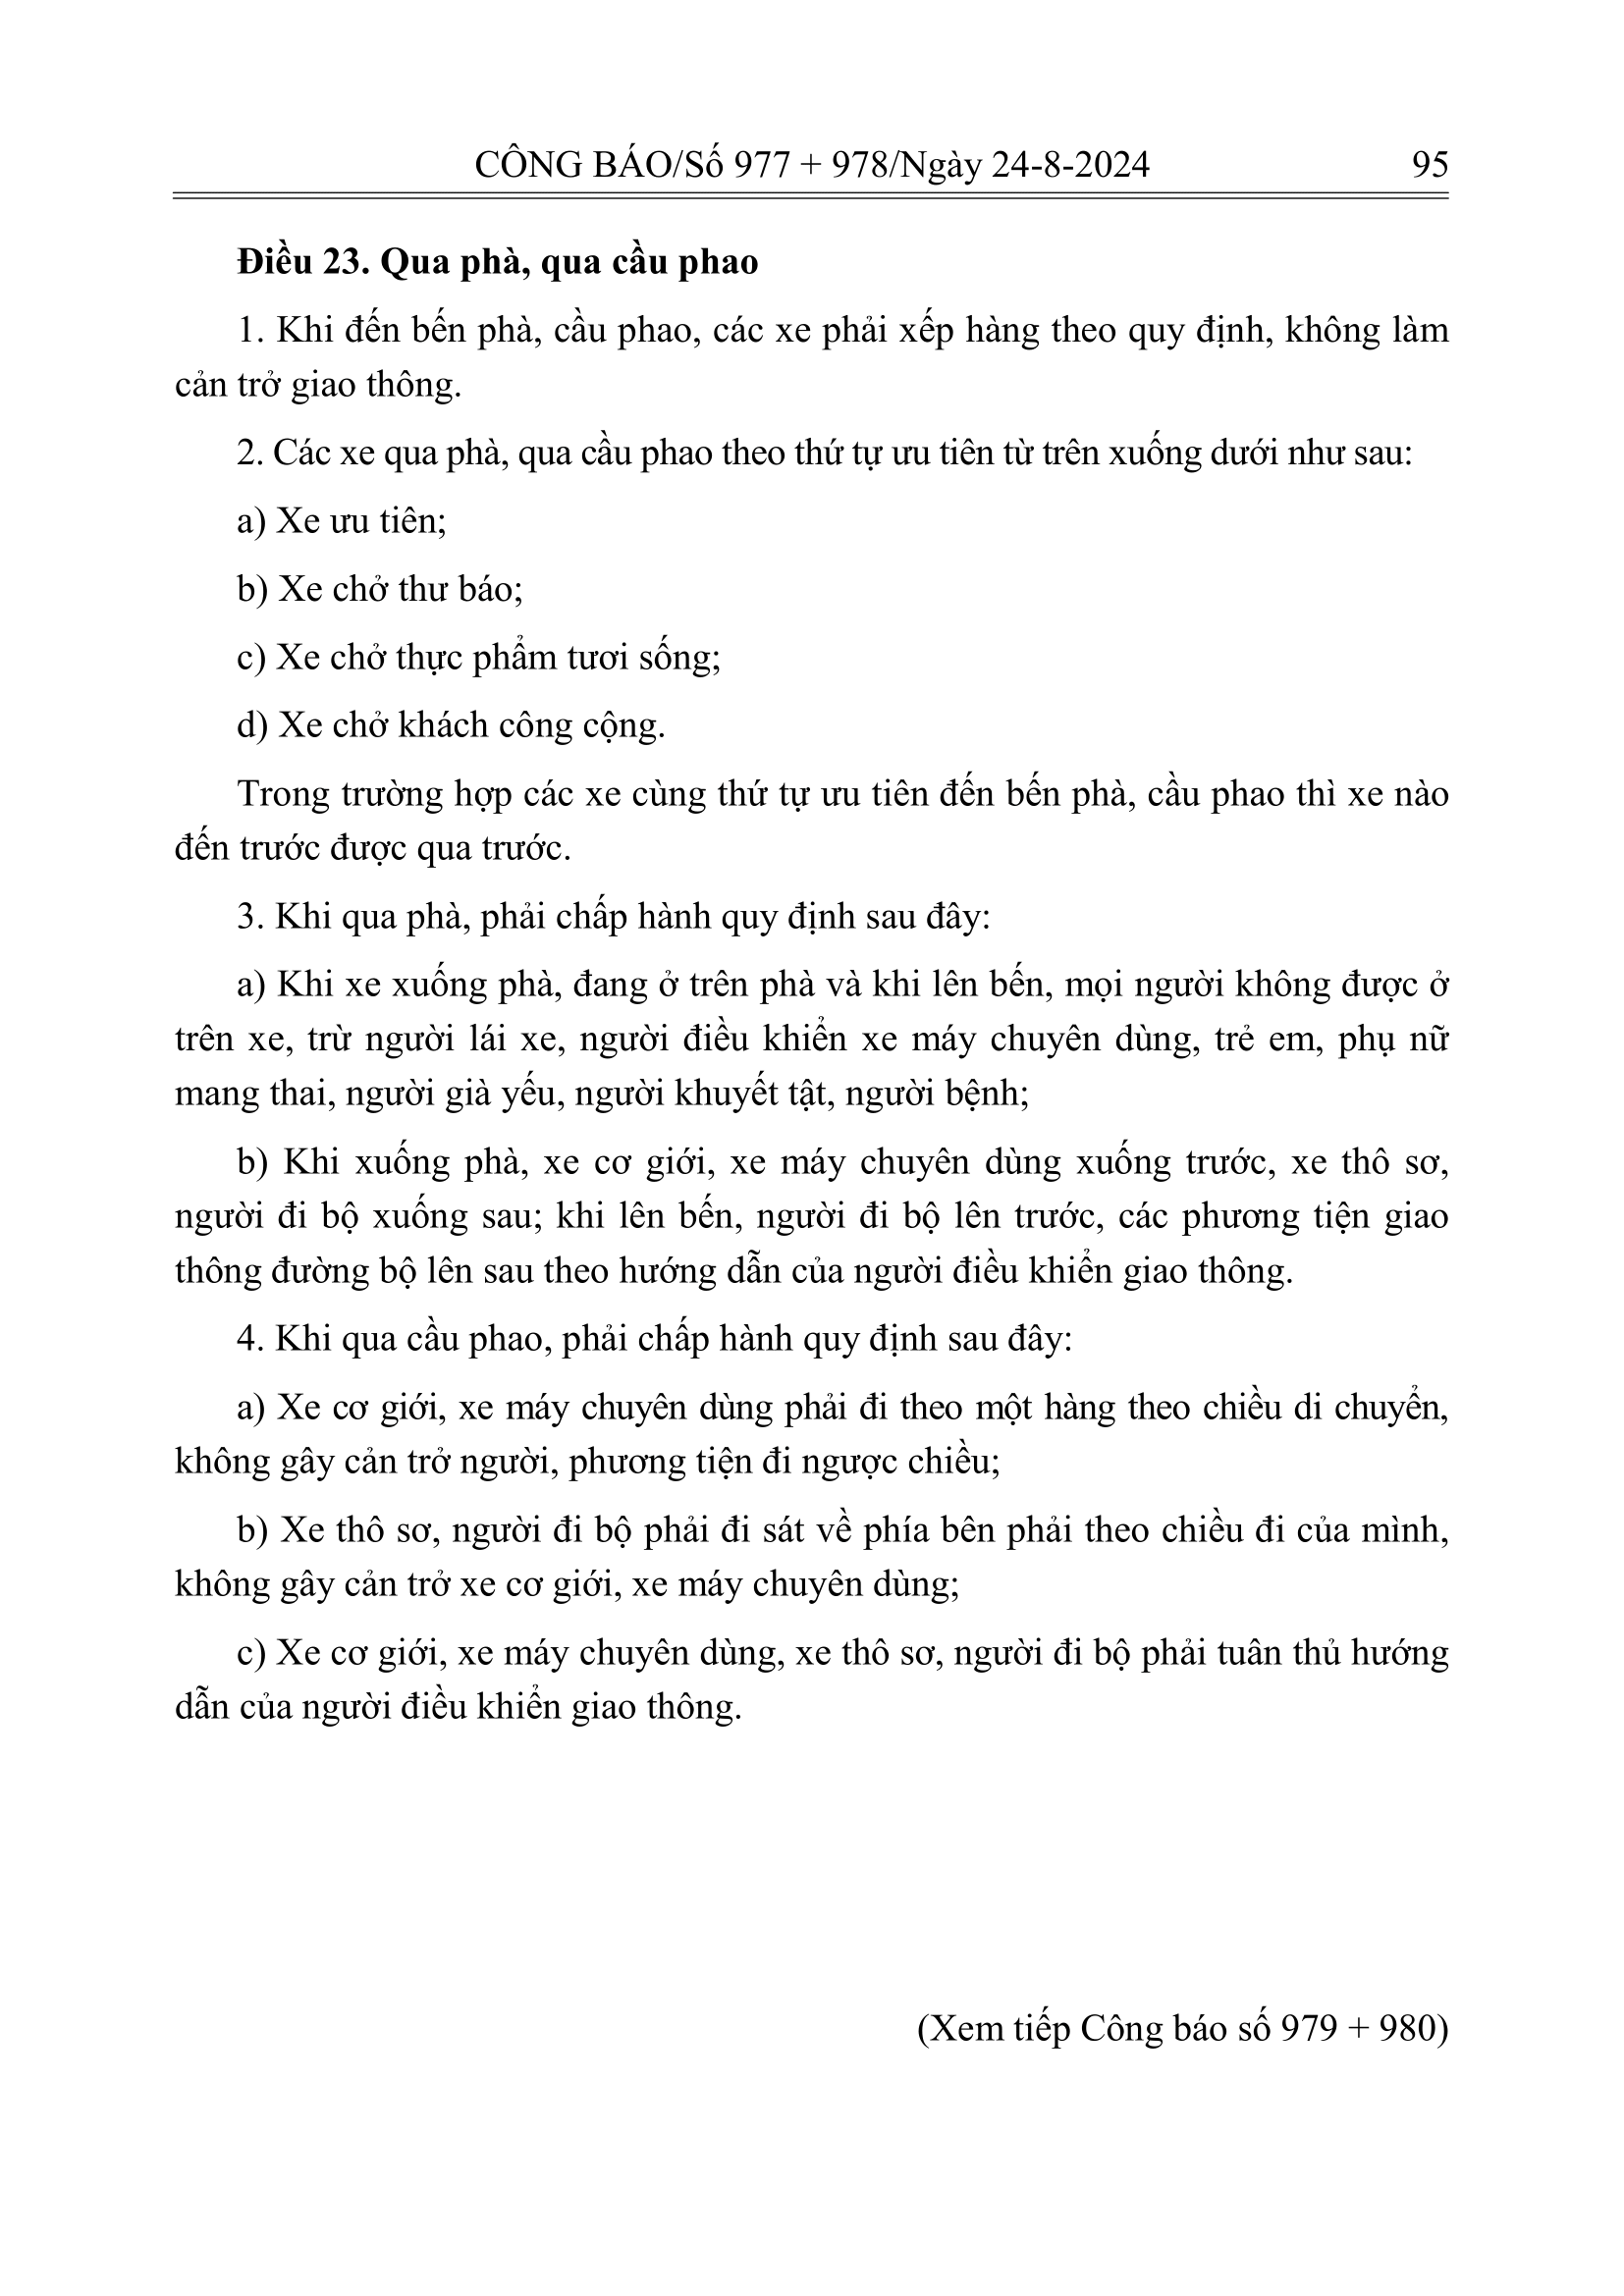 CÔNG BÁO/Số 977 + 978/Ngày 24-8-2024 95
Điều 23. Qua phà, qua cầu phao
1. Khi đến bến phà, cầu phao, các xe phải xếp hàng theo quy định, không làm
cản trở giao thông.
2. Các xe qua phà, qua cầu phao theo thứ tự ưu tiên từ trên xuống dưới như sau:
a) Xe ưu tiên;
b) Xe chở thư báo;
c) Xe chở thực phẩm tươi sống;
d) Xe chở khách công cộng.
Trong trường hợp các xe cùng thứ tự ưu tiên đến bến phà, cầu phao thì xe nào
đến trước được qua trước.
3. Khi qua phà, phải chấp hành quy định sau đây:
a) Khi xe xuống phà, đang ở trên phà và khi lên bến, mọi người không được ở
trên xe, trừ người lái xe, người điều khiển xe máy chuyên dùng, trẻ em, phụ nữ
mang thai, người già yếu, người khuyết tật, người bệnh;
b) Khi xuống phà, xe cơ giới, xe máy chuyên dùng xuống trước, xe thô sơ,
người đi bộ xuống sau; khi lên bến, người đi bộ lên trước, các phương tiện giao
thông đường bộ lên sau theo hướng dẫn của người điều khiển giao thông.
4. Khi qua cầu phao, phải chấp hành quy định sau đây:
a) Xe cơ giới, xe máy chuyên dùng phải đi theo một hàng theo chiều di chuyển,
không gây cản trở người, phương tiện đi ngược chiều;
b) Xe thô sơ, người đi bộ phải đi sát về phía bên phải theo chiều đi của mình,
không gây cản trở xe cơ giới, xe máy chuyên dùng;
c) Xe cơ giới, xe máy chuyên dùng, xe thô sơ, người đi bộ phải tuân thủ hướng
dẫn của người điều khiển giao thông.
(Xem tiếp Công báo số 979 + 980)